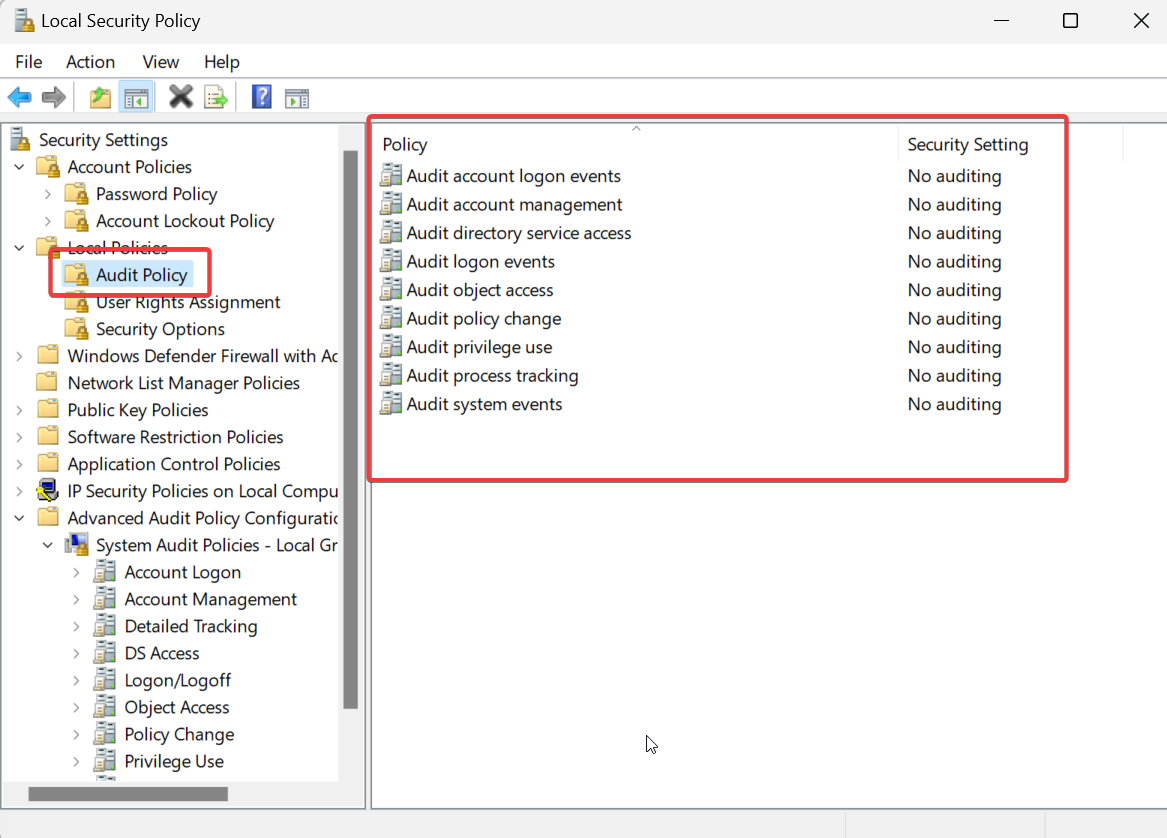 Local Security Policy
File Action View Help
Security Settings
Account Policies
Password Policy
Account Lockout Policy
Local Policies
Audit Policy
User Rights Assignment
Security Options
Windows Defender Firewall with Ac
Network List Manager Policies
Public Key Policies
Software Restriction Policies
Application Control Policies
IP Security Policies on Local Compu
Advanced Audit Policy Configuratic
System Audit Policies - Local Gr
Account Logon
Account Management
Detailed Tracking
DS Access
Logon/Logoff
Object Access
Policy Change
Privilege Use
Policy Security Setting
Audit account logon events No auditing
Audit account management No auditing
Audit directory service access No auditing
Audit logon events No auditing
Audit object access No auditing
Audit policy change No auditing
Audit privilege use No auditing
Audit process tracking No auditing
Audit system events No auditing